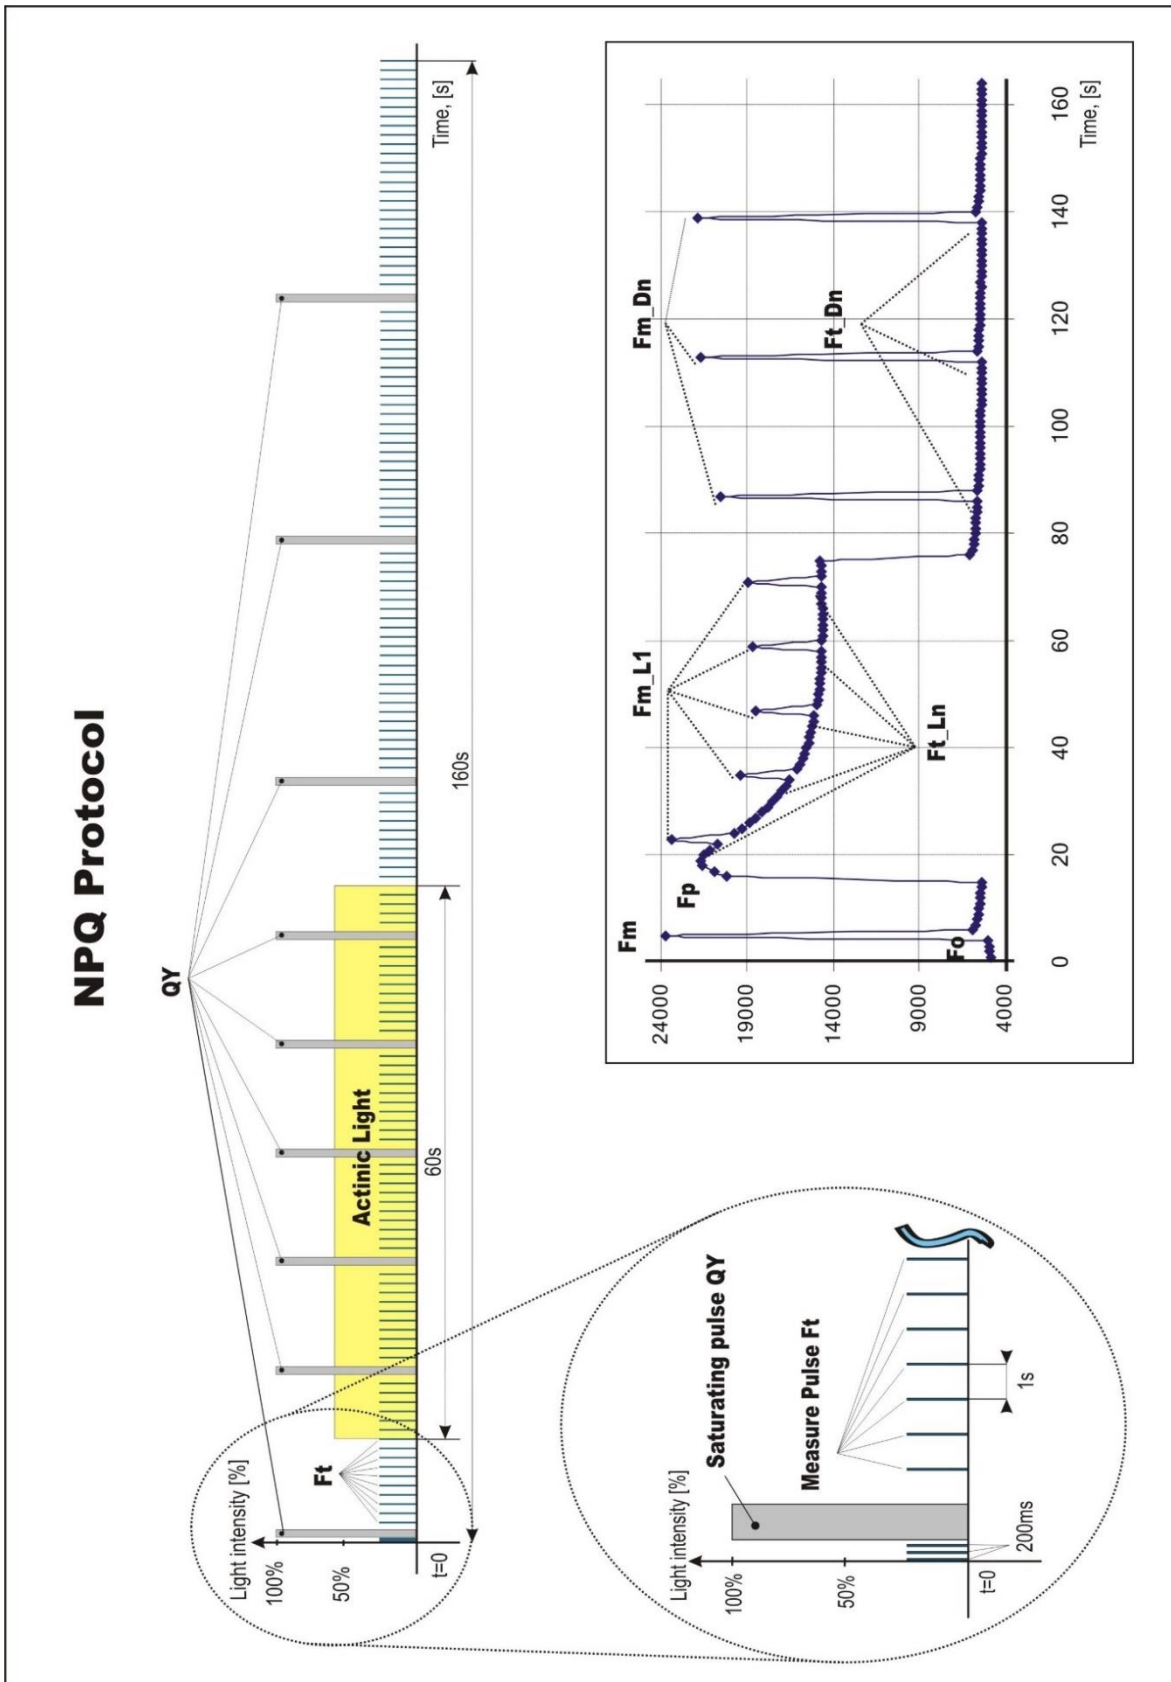 NPQ Protocol
QY
Light intensity [%]
100%
50%
t=0
Ft
Actinic Light
60s
160s
Time, [s]
Light intensity [%]
100%
50%
t=0
Saturating pulse QY
Measure Pulse Ft
200ms
1s
24000
19000
14000
9000
4000
Fm
Fp
Fo
Fm_L1
Ft_Ln
Fm_Dn
Ft_Dn
0
20
40
60
80
100
120
140
160
Time, [s]